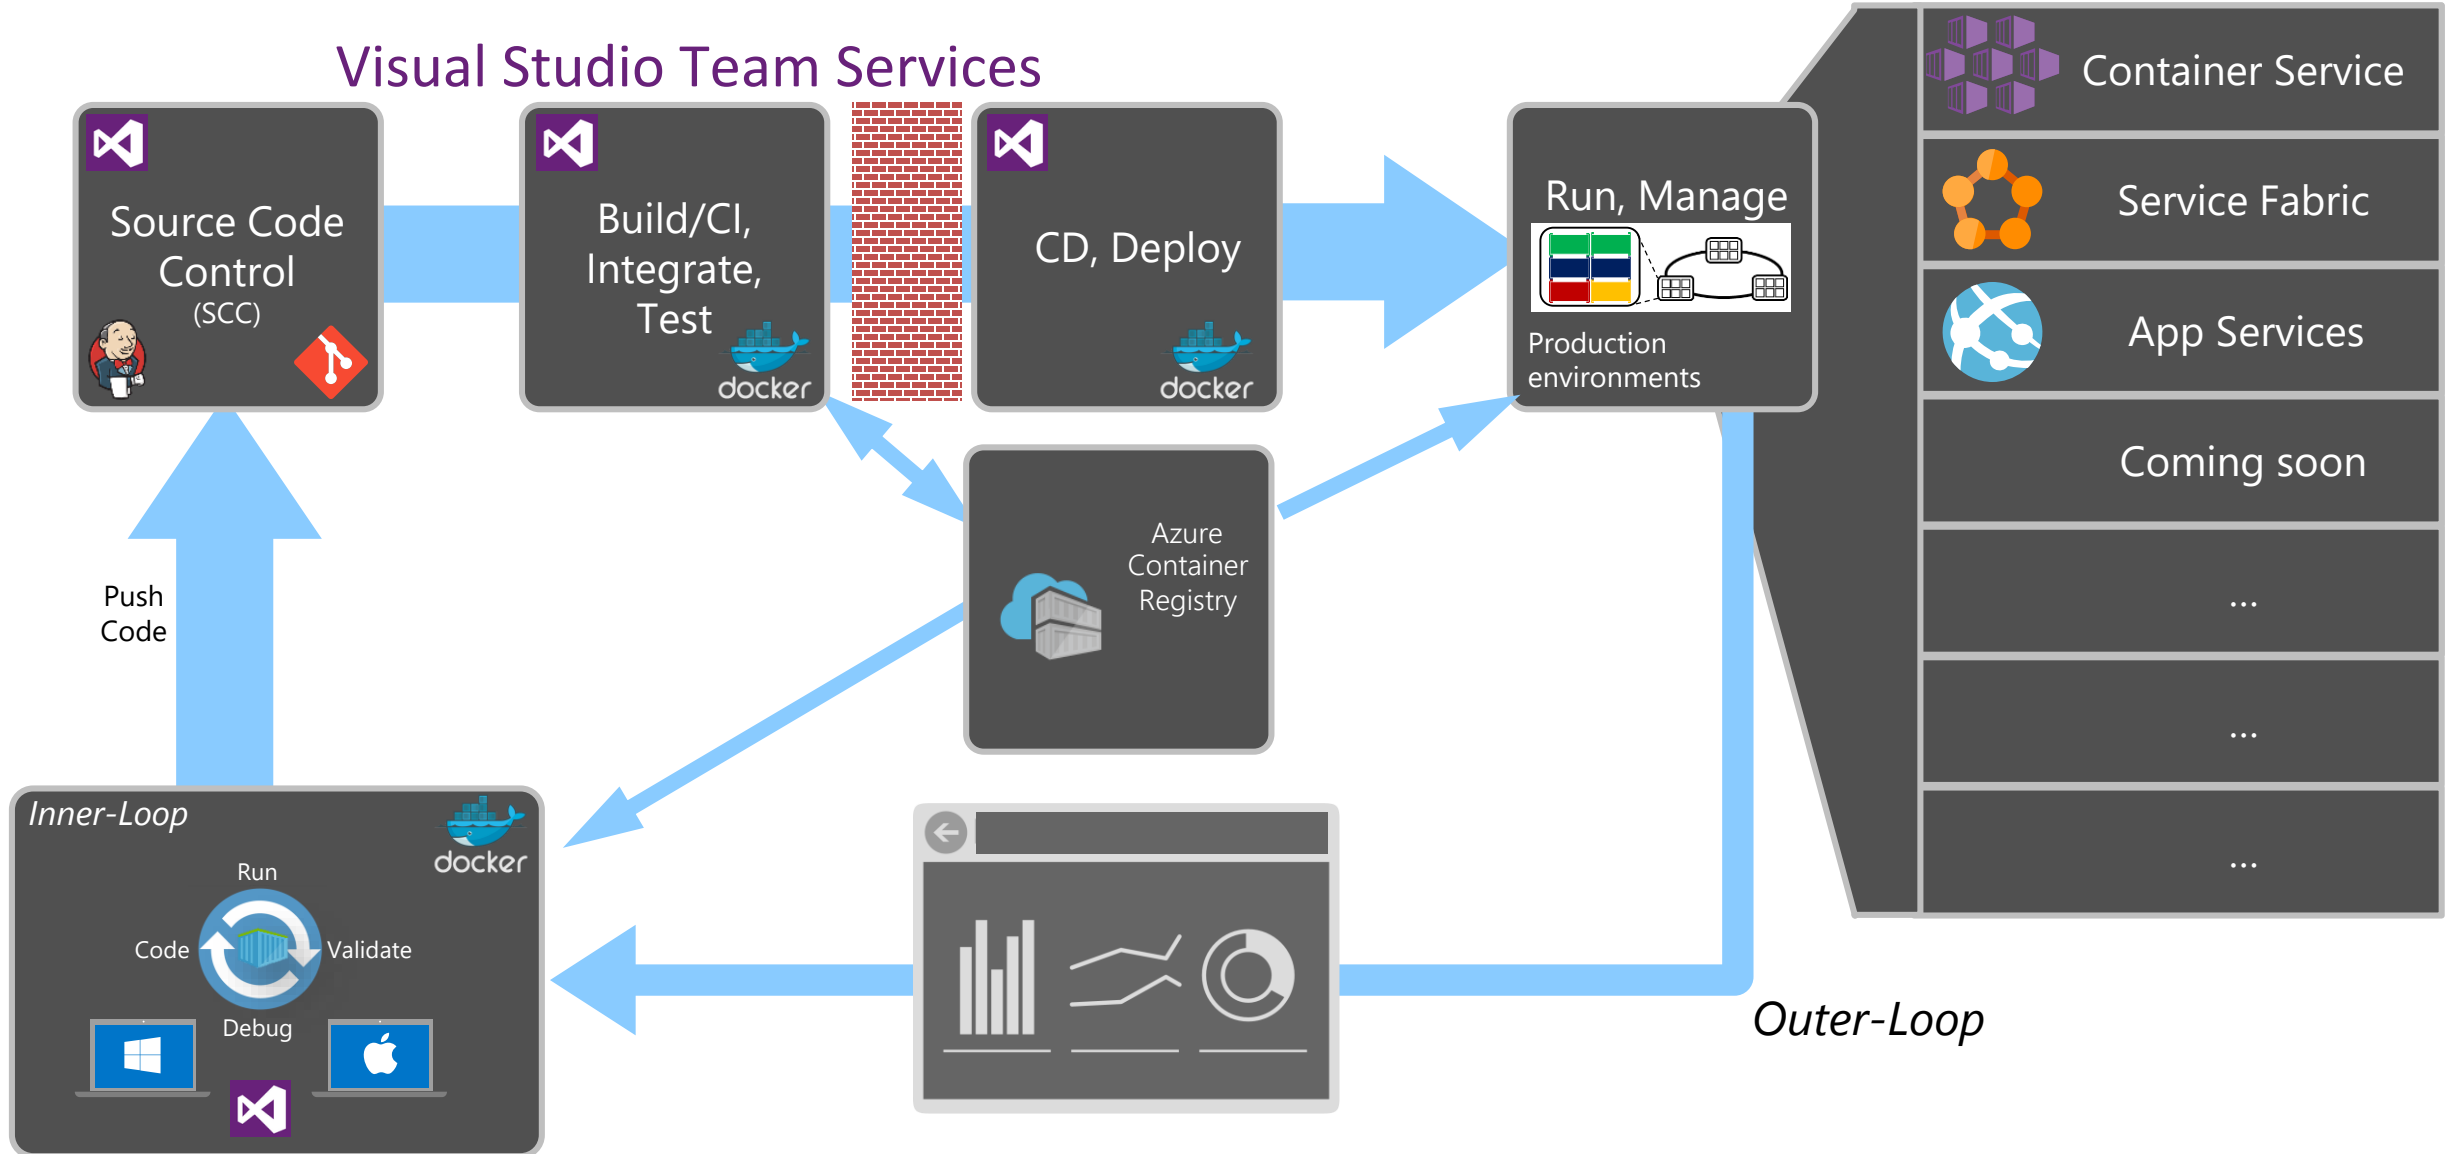 Visual Studio Team Services
Source Code
Control
(SCC)
Build/CI,
Integrate,
Test
docker
CD, Deploy
docker
Run, Manage
Production
environments
Container Service
Service Fabric
App Services
Coming soon
...
...
...
Azure
Container
Registry
Push
Code
Inner-Loop
docker
Run
Code
Validate
Debug
Outer-Loop